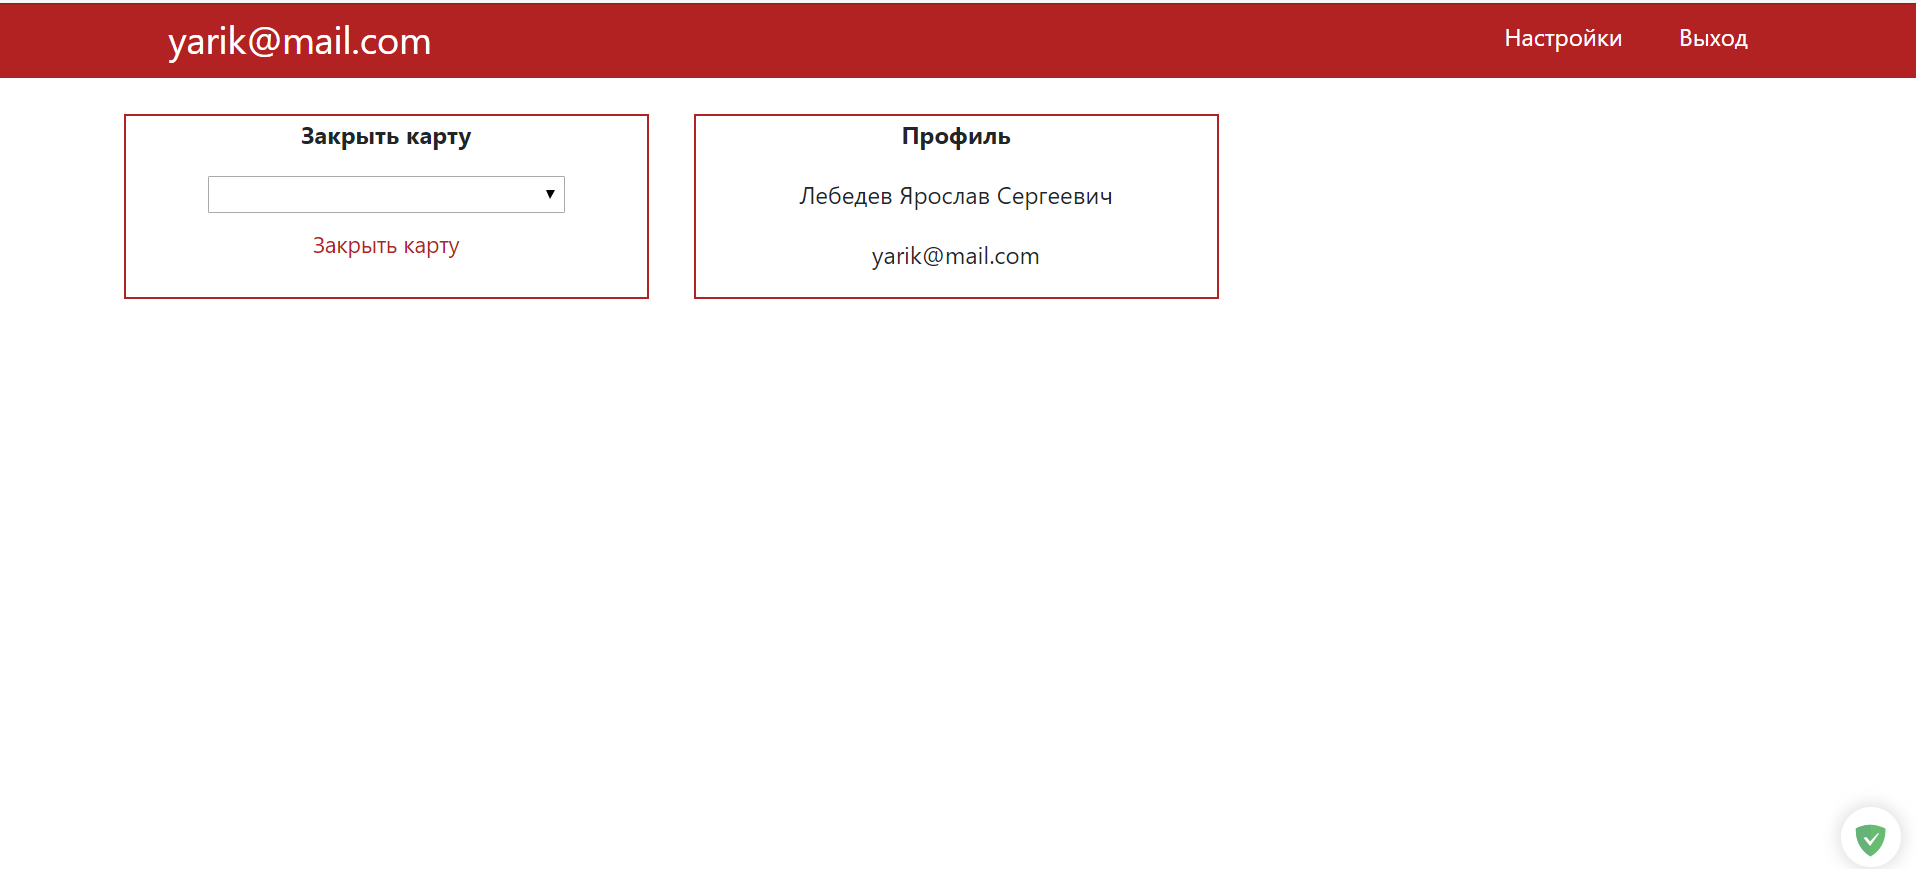 yarik@mail.com
Настройки
Выход
Закрыть карту
Закрыть карту
Профиль
Лебедев Ярослав Сергеевич
yarik@mail.com